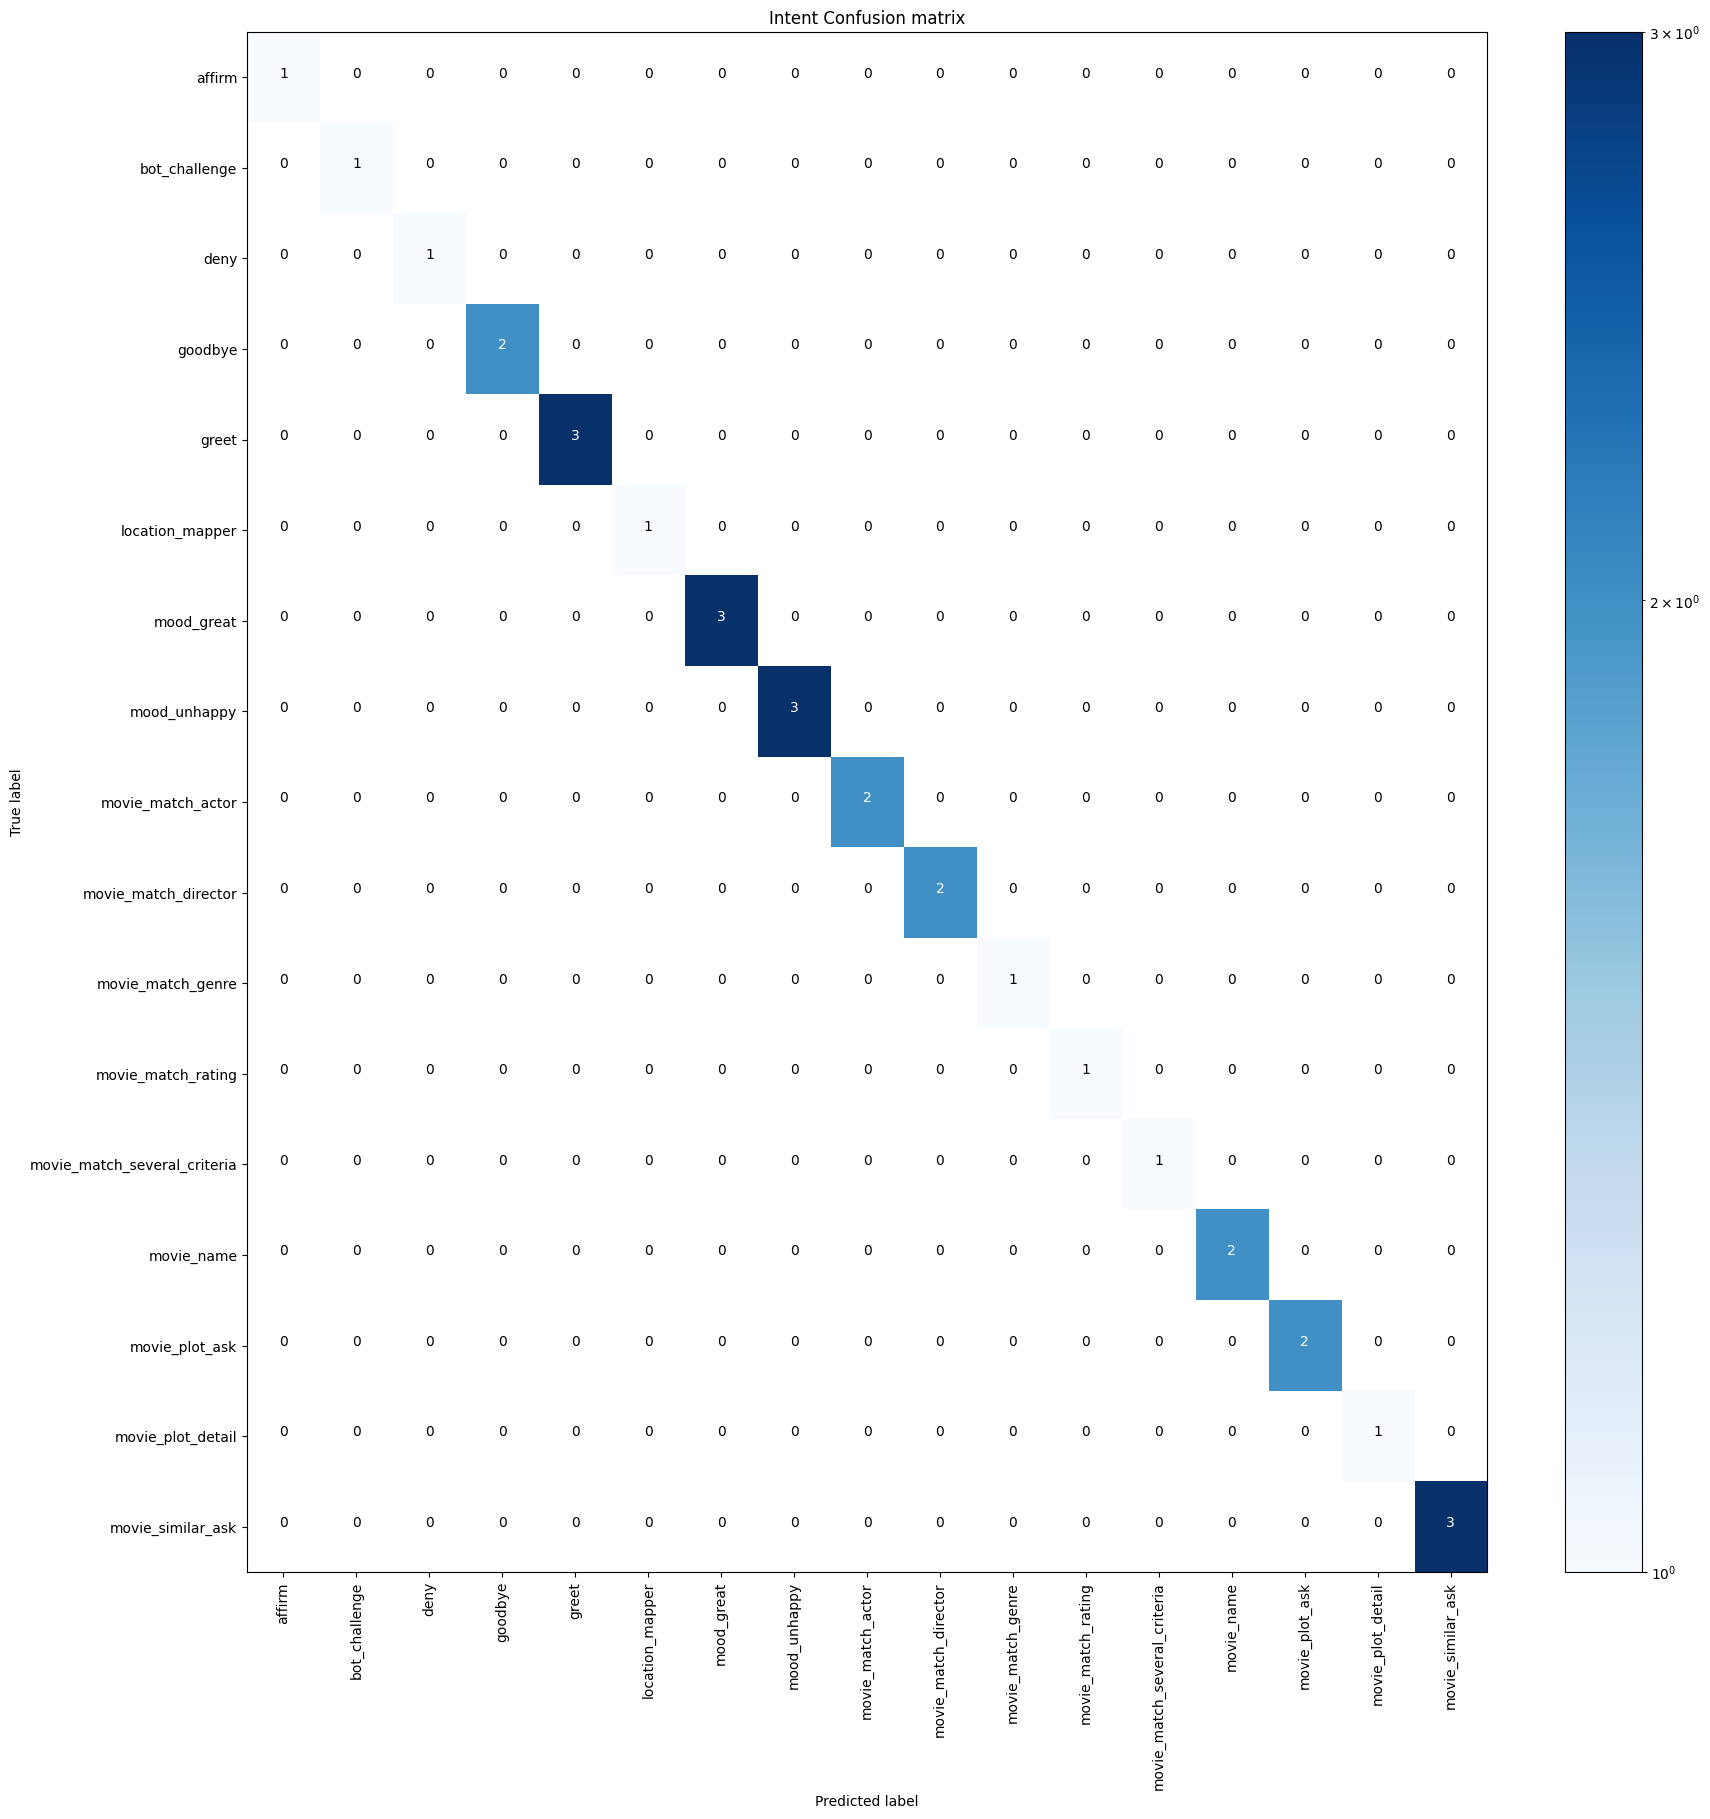 Intent Confusion matrix
affirm 1 0 0 0 0 0 0 0 0 0 0 0 0 0 0 0 0
bot_challenge 0 1 0 0 0 0 0 0 0 0 0 0 0 0 0 0 0
deny 0 0 1 0 0 0 0 0 0 0 0 0 0 0 0 0 0
goodbye 0 0 0 2 0 0 0 0 0 0 0 0 0 0 0 0 0
greet 0 0 0 0 3 0 0 0 0 0 0 0 0 0 0 0 0
location_mapper 0 0 0 0 0 1 0 0 0 0 0 0 0 0 0 0 0
mood_great 0 0 0 0 0 0 3 0 0 0 0 0 0 0 0 0 0
mood_unhappy 0 0 0 0 0 0 0 3 0 0 0 0 0 0 0 0 0
movie_match_actor 0 0 0 0 0 0 0 0 2 0 0 0 0 0 0 0 0
movie_match_director 0 0 0 0 0 0 0 0 0 2 0 0 0 0 0 0 0
movie_match_genre 0 0 0 0 0 0 0 0 0 0 1 0 0 0 0 0 0
movie_match_rating 0 0 0 0 0 0 0 0 0 0 0 1 0 0 0 0 0
movie_match_several_criteria 0 0 0 0 0 0 0 0 0 0 0 0 1 0 0 0 0
movie_name 0 0 0 0 0 0 0 0 0 0 0 0 0 2 0 0 0
movie_plot_ask 0 0 0 0 0 0 0 0 0 0 0 0 0 0 2 0 0
movie_plot_detail 0 0 0 0 0 0 0 0 0 0 0 0 0 0 0 1 0
movie_similar_ask 0 0 0 0 0 0 0 0 0 0 0 0 0 0 0 0 3
True label
affirm
bot_challenge
deny
goodbye
greet
location_mapper
mood_great
mood_unhappy
movie_match_actor
movie_match_director
movie_match_genre
movie_match_rating
movie_match_several_criteria
movie_name
movie_plot_ask
movie_plot_detail
movie_similar_ask
Predicted label
3 × 10⁰
2 × 10⁰
10⁰